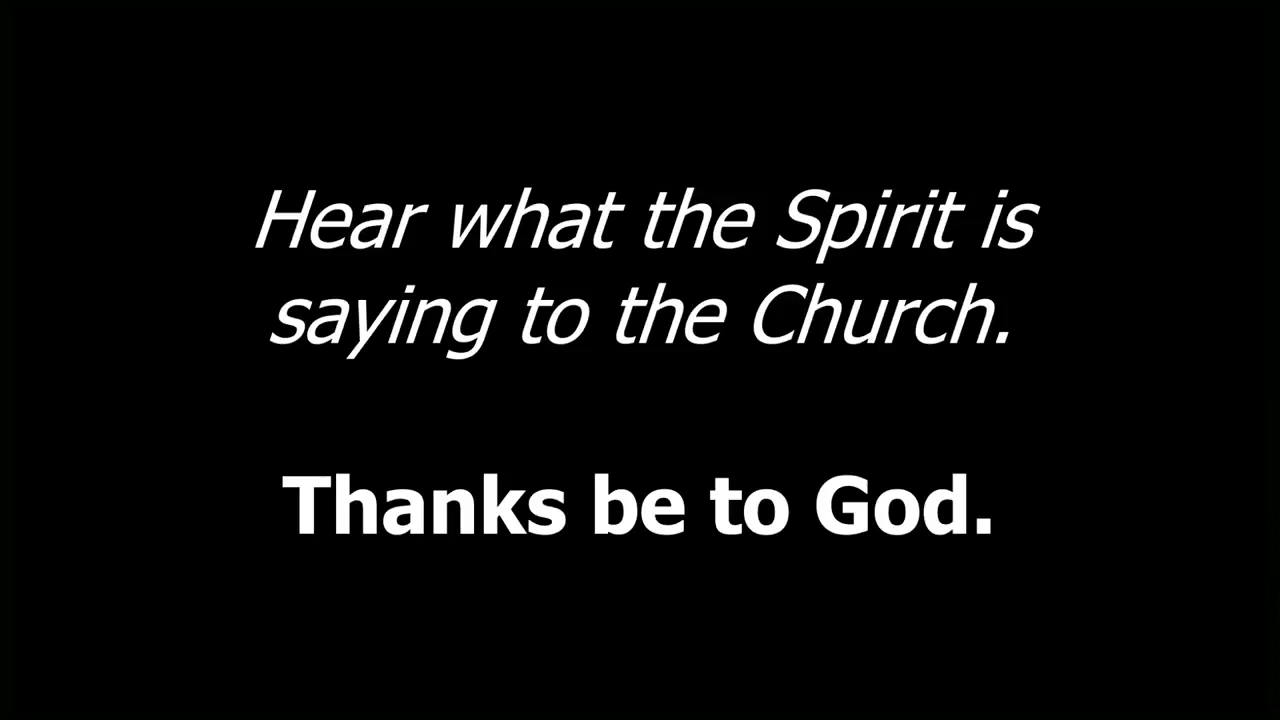 Hear what the Spirit is
saying to the Church.
Thanks be to God.